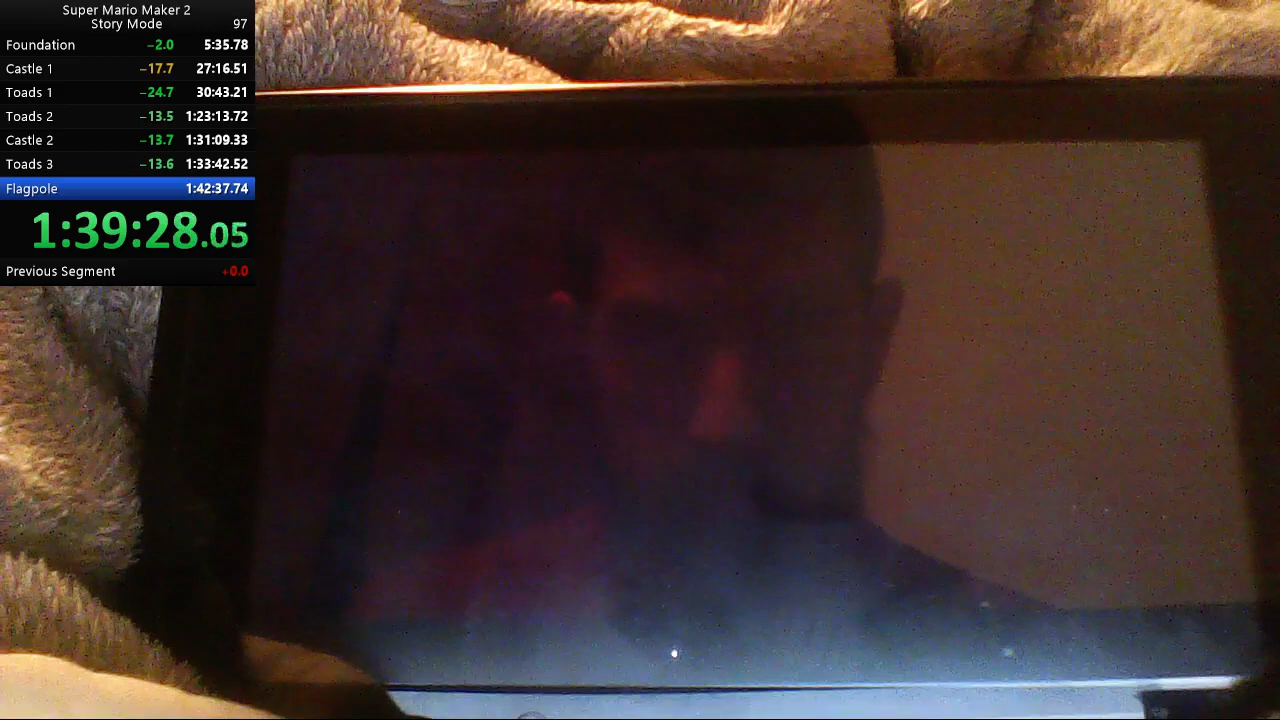 Super Mario Maker 2
Story Mode 97
Foundation −2.0 5:35.78
Castle 1 −17.7 27:16.51
Toads 1 −24.7 30:43.21
Toads 2 −13.5 1:23:13.72
Castle 2 −13.7 1:31:09.33
Toads 3 −13.6 1:33:42.52
Flagpole 1:42:37.74
1:39:28.05
Previous Segment +0.0